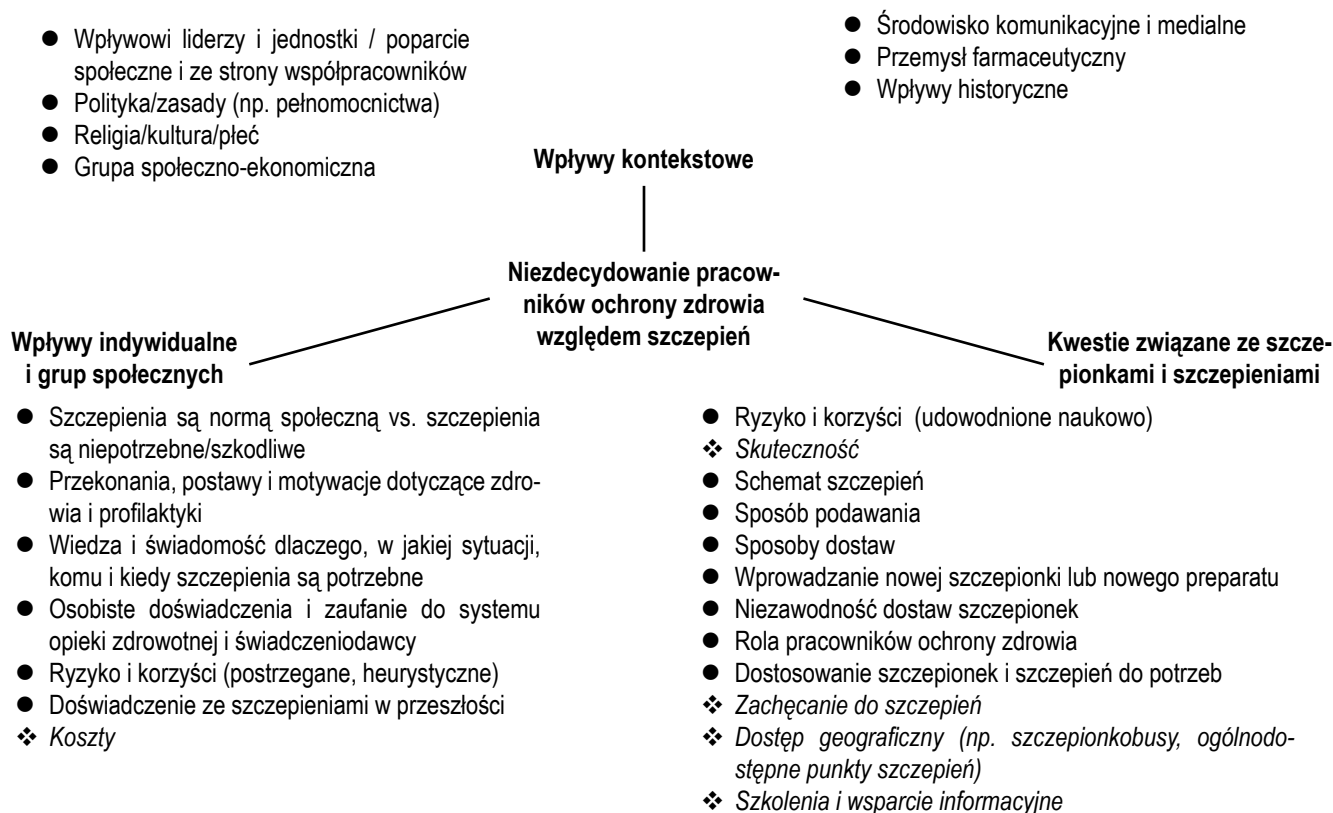 ● Wpływowi liderzy i jednostki / poparcie
społeczne i ze strony współpracowników
● Polityka/zasady (np. pełnomocnictwa)
● Religia/kultura/płeć
● Grupa społeczno-ekonomiczna
● Środowisko komunikacyjne i medialne
● Przemysł farmaceutyczny
● Wpływy historyczne
Wpływy kontekstowe
Niezdecydowanie pracow-
ników ochrony zdrowia
względem szczepień
Wpływy indywidualne
i grup społecznych
● Szczepienia są normą społeczną vs. szczepienia
są niepotrzebne/szkodliwe
● Przekonania, postawy i motywacje dotyczące zdro-
wia i profilaktyki
● Wiedza i świadomość dlaczego, w jakiej sytuacji,
komu i kiedy szczepienia są potrzebne
● Osobiste doświadczenia i zaufanie do systemu
opieki zdrowotnej i świadczeniodawcy
● Ryzyko i korzyści (postrzegane, heurystyczne)
● Doświadczenie ze szczepieniami w przeszłości
❖ Koszty
Kwestie związane ze szcze-
pionkami i szczepieniami
● Ryzyko i korzyści (udowodnione naukowo)
❖ Skuteczność
● Schemat szczepień
● Sposób podawania
● Sposoby dostaw
● Wprowadzanie nowej szczepionki lub nowego preparatu
● Niezawodność dostaw szczepionek
● Rola pracowników ochrony zdrowia
● Dostosowanie szczepionek i szczepień do potrzeb
❖ Zachęcanie do szczepień
❖ Dostęp geograficzny (np. szczepionkobusy, ogólnodo-
stępne punkty szczepień)
❖ Szkolenia i wsparcie informacyjne